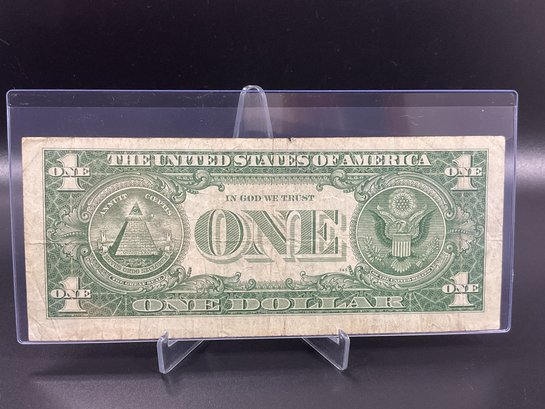 THE UNITED STATES OF AMERICA
1 ONE
1 ONE
ANNUIT COEPTIS
IN GOD WE TRUST
ONE
ONE 1
ONE 1
ONE DOLLAR